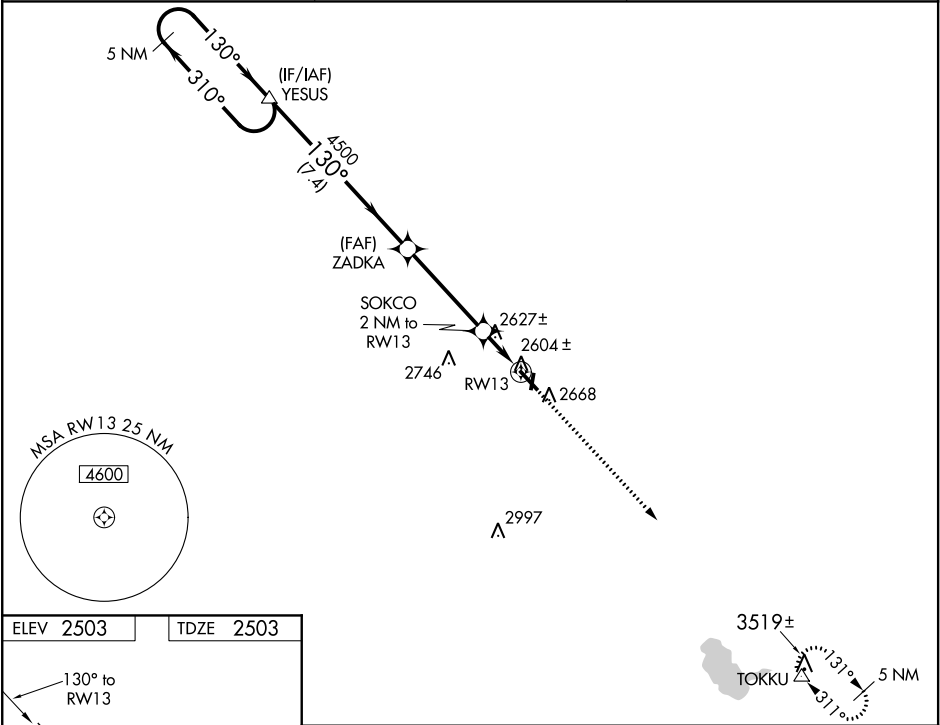 5 NM
130°
310°
(IF/IAF)
YESUS
4500
130°
(7.4)
(FAF)
ZADKA
SOKCO
2 NM to
RW13
2627±
2604±
2746
RW13
2668
MSA RW13 25 NM
4600
2997
ELEV 2503
TDZE 2503
130° to
RW13
3519±
TOKKU
131°
311°
5 NM